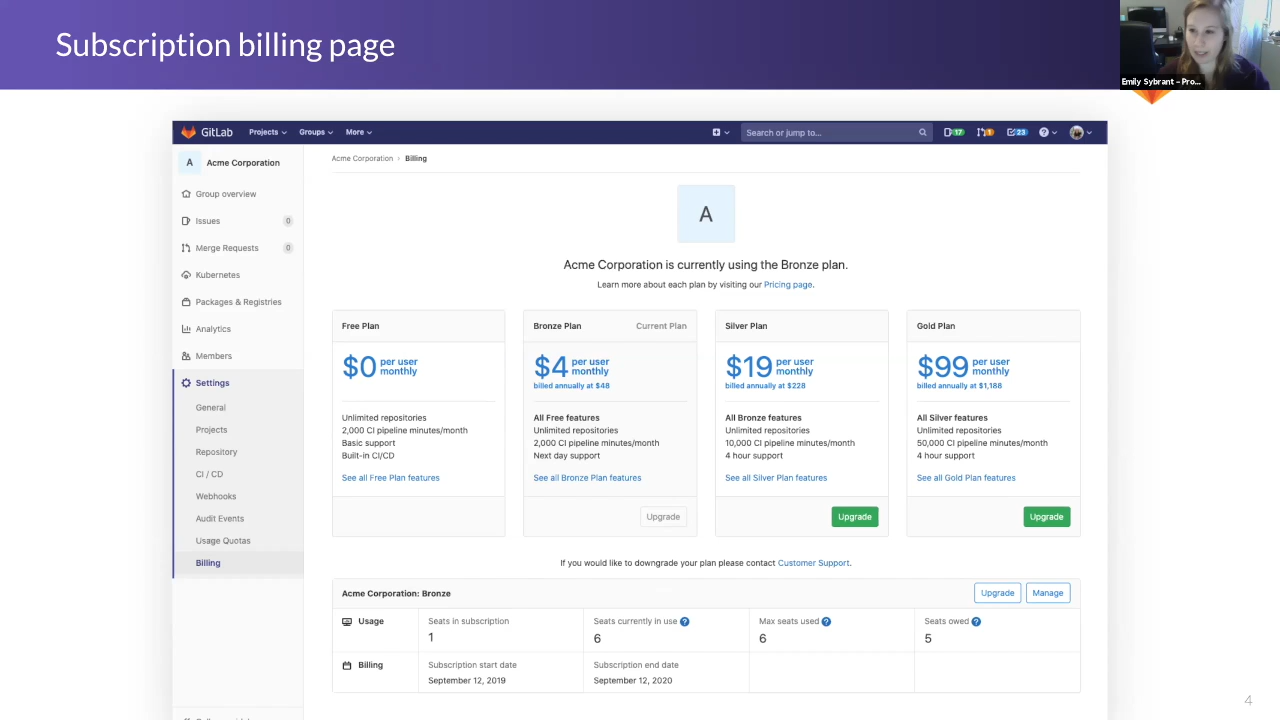 Subscription billing page
Emily Sybrant – Pro...
GitLab
Projects
Groups
More
Search or jump to...
17
1
23
A
Acme Corporation
Group overview
Issues
0
Merge Requests
0
Kubernetes
Packages & Registries
Analytics
Members
Settings
General
Projects
Repository
CI / CD
Webhooks
Audit Events
Usage Quotas
Billing
Acme Corporation › Billing
A
Acme Corporation is currently using the Bronze plan.
Learn more about each plan by visiting our Pricing page.
Free Plan
$0 per user
monthly
Unlimited repositories
2,000 CI pipeline minutes/month
Basic support
Built-in CI/CD
See all Free Plan features
Bronze Plan
Current Plan
$4 per user
monthly
billed annually at $48
All Free features
Unlimited repositories
2,000 CI pipeline minutes/month
Next day support
See all Bronze Plan features
Upgrade
Silver Plan
$19 per user
monthly
billed annually at $228
All Bronze features
Unlimited repositories
10,000 CI pipeline minutes/month
4 hour support
See all Silver Plan features
Upgrade
Gold Plan
$99 per user
monthly
billed annually at $1,188
All Silver features
Unlimited repositories
50,000 CI pipeline minutes/month
4 hour support
See all Gold Plan features
Upgrade
If you would like to downgrade your plan please contact Customer Support.
Acme Corporation: Bronze
Upgrade
Manage
Usage
Seats in subscription
1
Seats currently in use ?
6
Max seats used ?
6
Seats owed ?
5
Billing
Subscription start date
September 12, 2019
Subscription end date
September 12, 2020
4